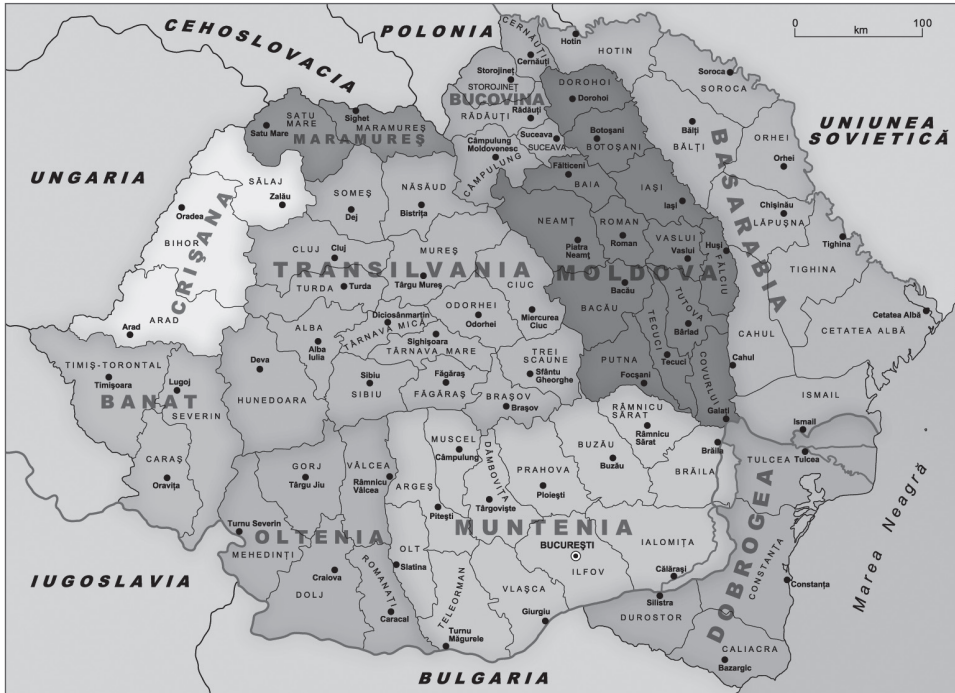 CEHOSLOVACIA
POLONIA
UNGARIA
UNIUNEA
SOVIETICĂ
IUGOSLAVIA
BULGARIA
Marea Neagră
0 100
km
CERNĂUȚI
Cernăuți
Hotin
HOTIN
Storojineț
STOROJINEȚ
BUCOVINA
RĂDĂUȚI
Rădăuți
Suceava
SUCEAVA
Câmpulung
Moldovenesc
CÂMPULUNG
DOROHOI
Dorohoi
Botoșani
BOTOȘANI
Soroca
SOROCA
Bălți
BĂLȚI
ORHEI
Orhei
BASARABIA
Chișinău
LĂPUȘNA
Tighina
TIGHINA
Cetatea Albă
CETATEA ALBĂ
CAHUL
Cahul
ISMAIL
Ismail
SATU
MARE
Satu Mare
Sighet
MARAMUREȘ
MARAMUREȘ
SĂLAJ
Zalău
Oradea
BIHOR
CRIȘANA
ARAD
Arad
SOMEȘ
Dej
NĂSĂUD
Bistrița
CLUJ
Cluj
MUREȘ
TRANSILVANIA
TURDA
Turda
Târgu Mureș
CIUC
Miercurea
Ciuc
ODORHEI
Odorhei
Diciosânmartin
TÂRNAVA MICĂ
Sighișoara
TÂRNAVA MARE
ALBA
Alba
Iulia
Deva
HUNEDOARA
Sibiu
SIBIU
Făgăraș
FĂGĂRAȘ
TREI
SCAUNE
Sfântu
Gheorghe
BRAȘOV
Brașov
Fălticeni
BAIA
IAȘI
Iași
NEAMȚ
Piatra
Neamț
ROMAN
Roman
VASLUI
Vaslui
Huși
FĂLCIU
MOLDOVA
Bacău
BACĂU
TUTOVA
Bârlad
TECUCI
Tecuci
COVURLUI
Galați
PUTNA
Focșani
TIMIȘ-TORONTAL
Timișoara
Lugoj
BANAT
SEVERIN
CARAȘ
Oravița
GORJ
Târgu Jiu
VÂLCEA
Râmnicu
Vâlcea
Turnu Severin
MEHEDINȚI
OLTENIA
Craiova
DOLJ
ROMANAȚI
Caracal
ARGEȘ
Pitești
MUSCEL
Câmpulung
DÂMBOVIȚA
Târgoviște
PRAHOVA
Ploiești
BUZĂU
Buzău
RÂMNICU
SĂRAT
Râmnicu
Sărat
Brăila
BRĂILA
MUNTENIA
OLT
Slatina
TELEORMAN
Turnu
Măgurele
VLAȘCA
Giurgiu
BUCUREȘTI
ILFOV
IALOMIȚA
Călărași
TULCEA
Tulcea
DOBROGEA
CONSTANȚA
Constanța
Silistra
DUROSTOR
CALIACRA
Bazargic